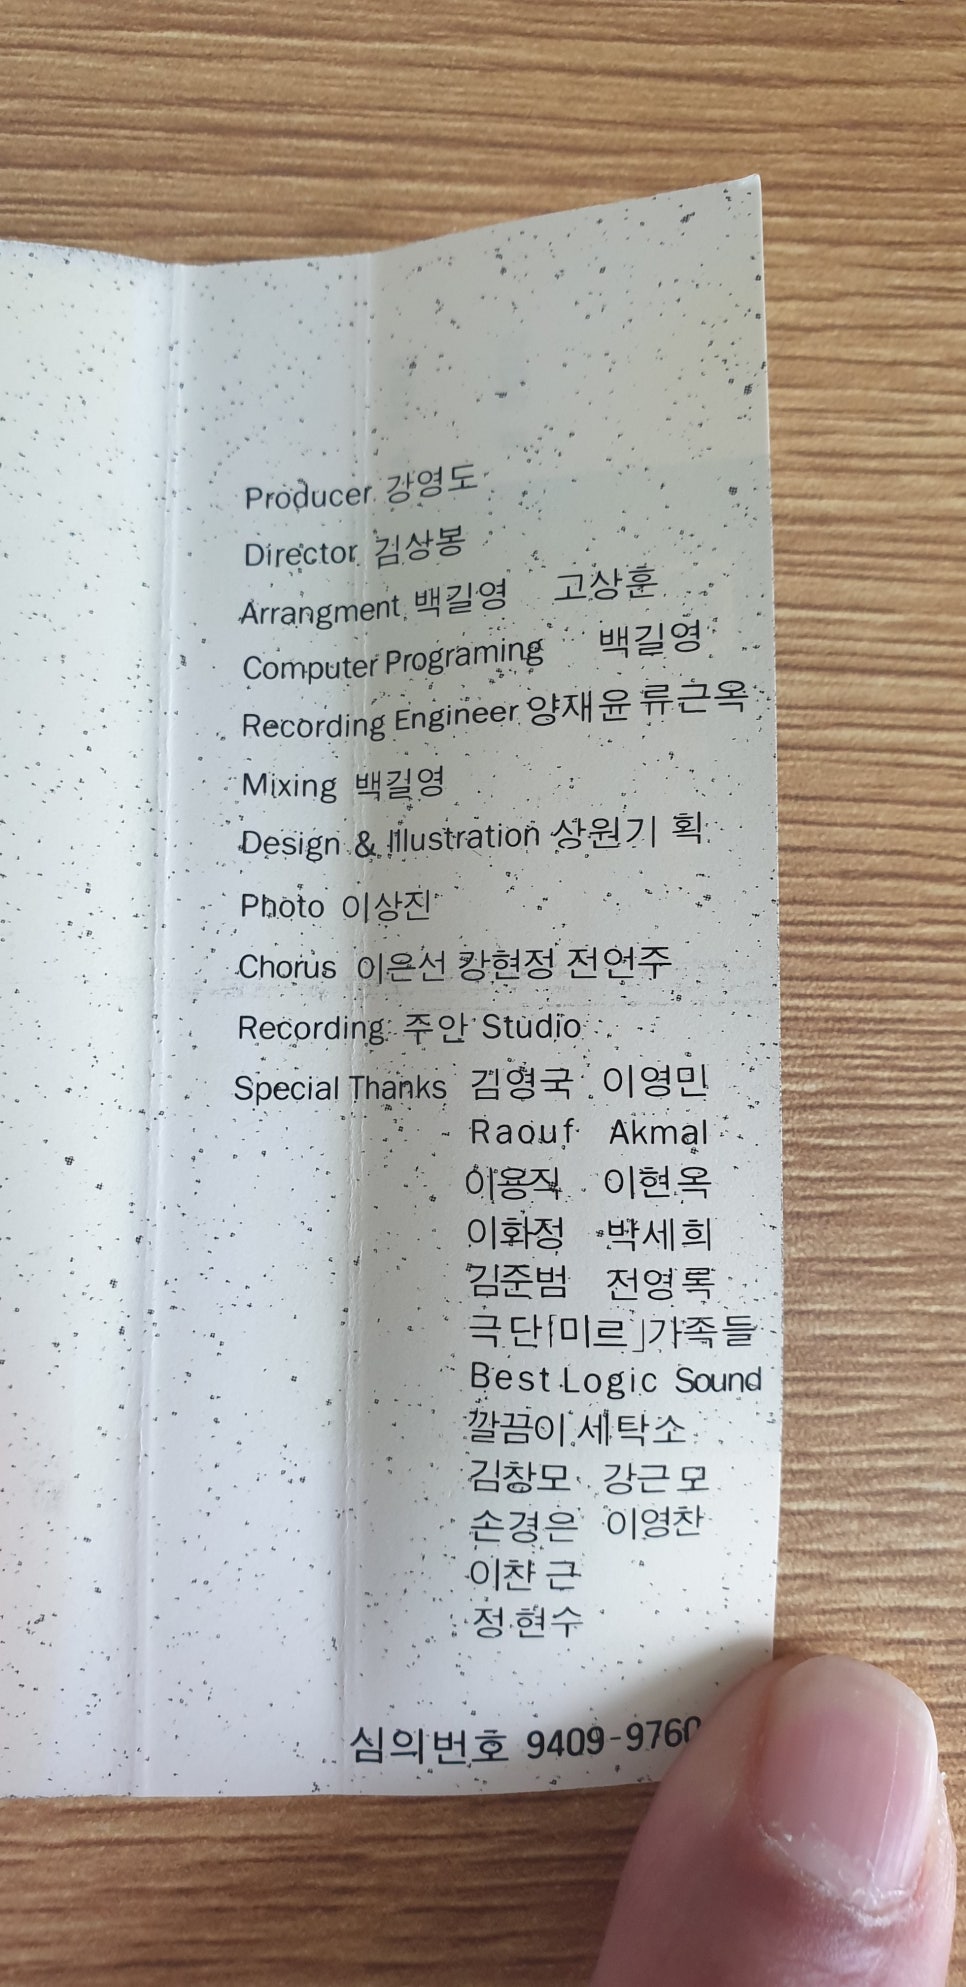 Producer 강영도
Director 김상봉
Arrangment 백길영 고상훈
Computer Programing 백길영
Recording Engineer 양재윤 류근옥
Mixing 백길영
Design & Illustration 상원기 획
Photo 이상진
Chorus 이은선 강현정 전연주
Recording 주안 Studio
Special Thanks 김영국 이영민
Raouf Akmal
이용직 이현옥
이화정 박세희
김준범 전영록
극단「미르」가족들
Best Logic Sound
깔끔이 세탁소
김창모 강근모
손경은 이영찬
이찬근
정현수
심의번호 9409-9760